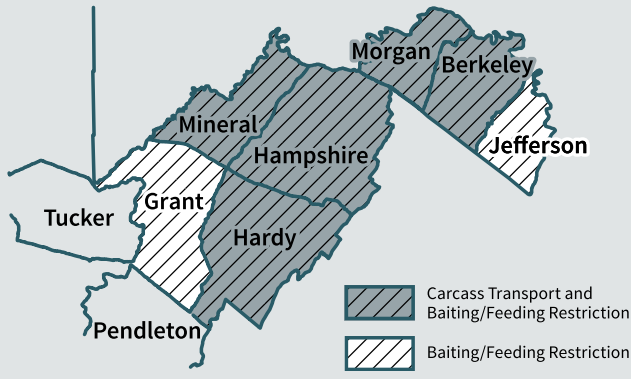 Morgan
Berkeley
Mineral
Jefferson
Hampshire
Grant
Tucker
Hardy
Carcass Transport and
Baiting/Feeding Restriction
Pendleton
Baiting/Feeding Restriction